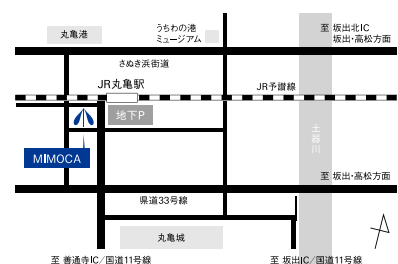 丸亀港
うちわの港
ミュージアム
至 坂出北IC
坂出・高松方面
さぬき浜街道
JR丸亀駅
JR予讃線
地下P
土器川
MIMOCA
至 坂出・高松方面
県道33号線
丸亀城
至 善通寺IC/国道11号線
至 坂出IC/国道11号線